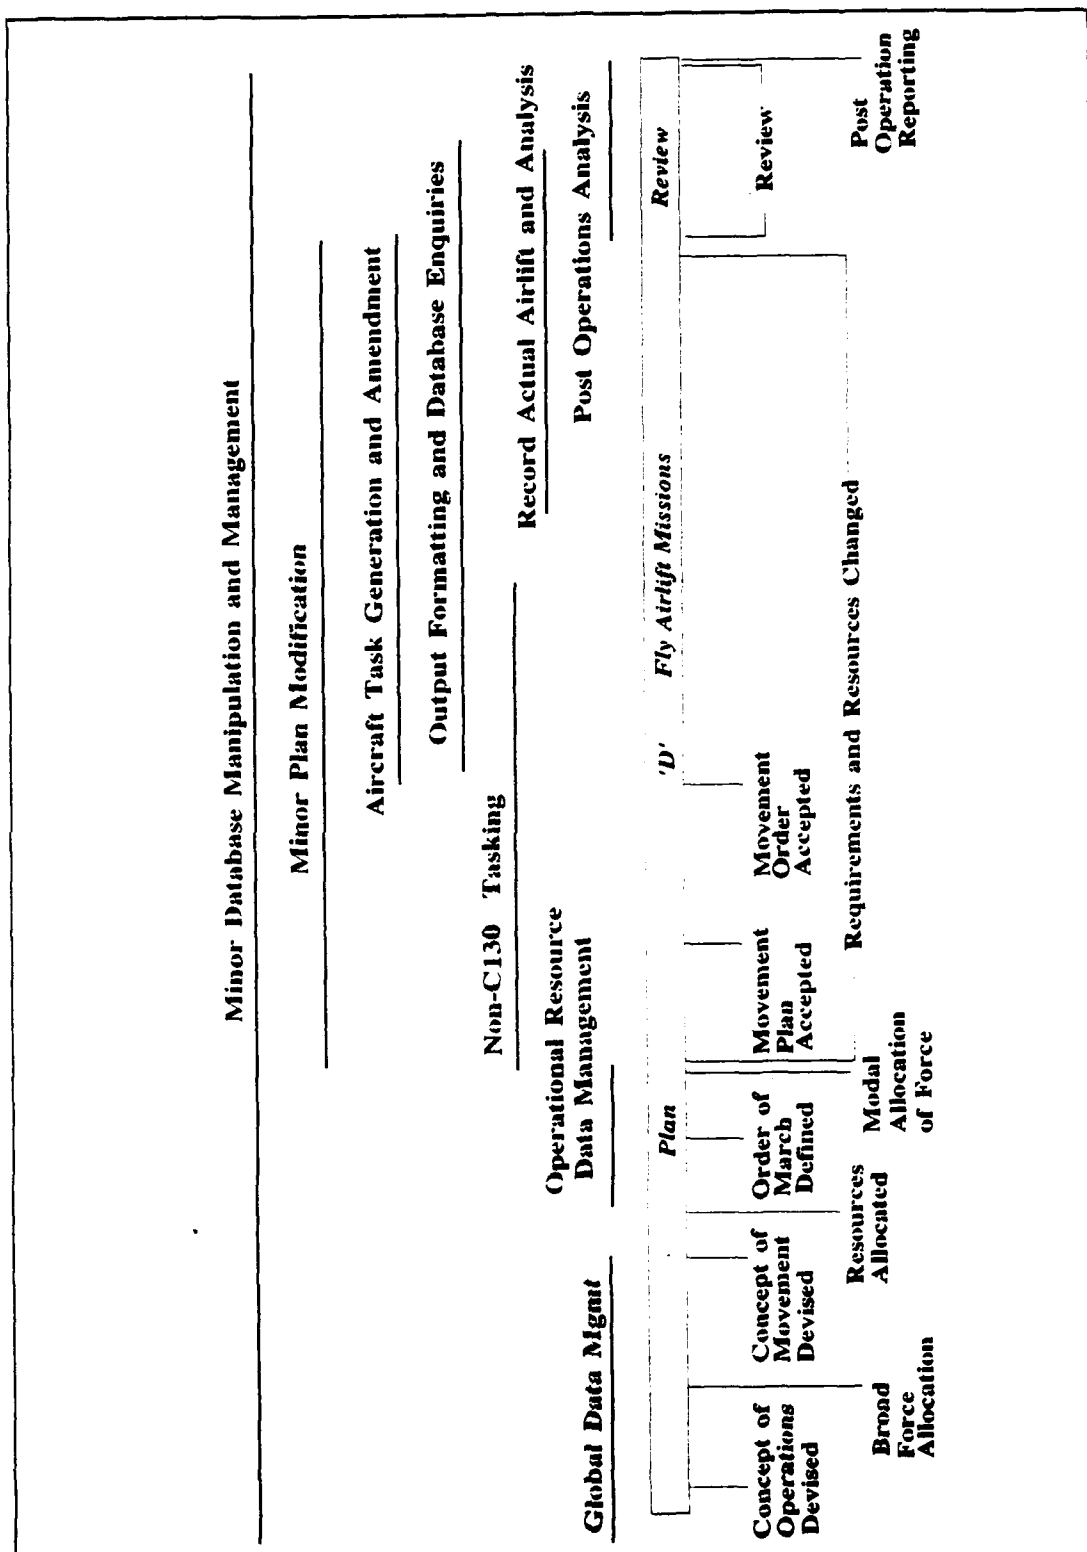 Minor Database Manipulation and Management
Minor Plan Modification
Aircraft Task Generation and Amendment
Output Formatting and Database Enquiries
Non-C130 Tasking
Record Actual Airlift and Analysis
Operational Resource
Data Management
Post Operations Analysis
Global Data Mgmt
Plan
'D'
Fly Airlift Missions
Review
Concept of
Operations
Devised
Concept of
Movement
Devised
Order of
March
Defined
Movement
Plan
Accepted
Movement
Order
Accepted
Review
Broad
Force
Allocation
Resources
Allocated
Modal
Allocation
of Force
Requirements and Resources Changed
Post
Operation
Reporting